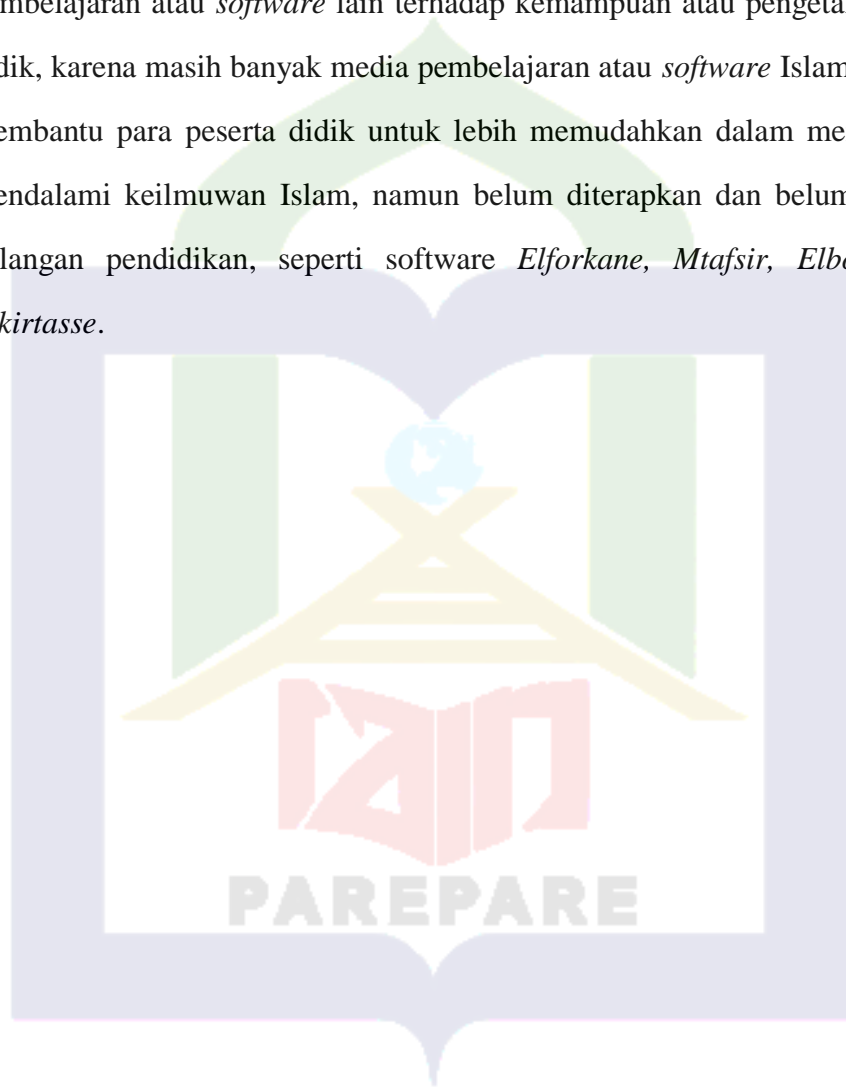 mbelajaran atau software lain terhadap kemampuan atau pengeta
dik, karena masih banyak media pembelajaran atau software Islam
embantu para peserta didik untuk lebih memudahkan dalam me
endalami keilmuwan Islam, namun belum diterapkan dan belum
langan pendidikan, seperti software Elforkane, Mtafsir, Elbo
kirtasse.
iain
PAREPARE